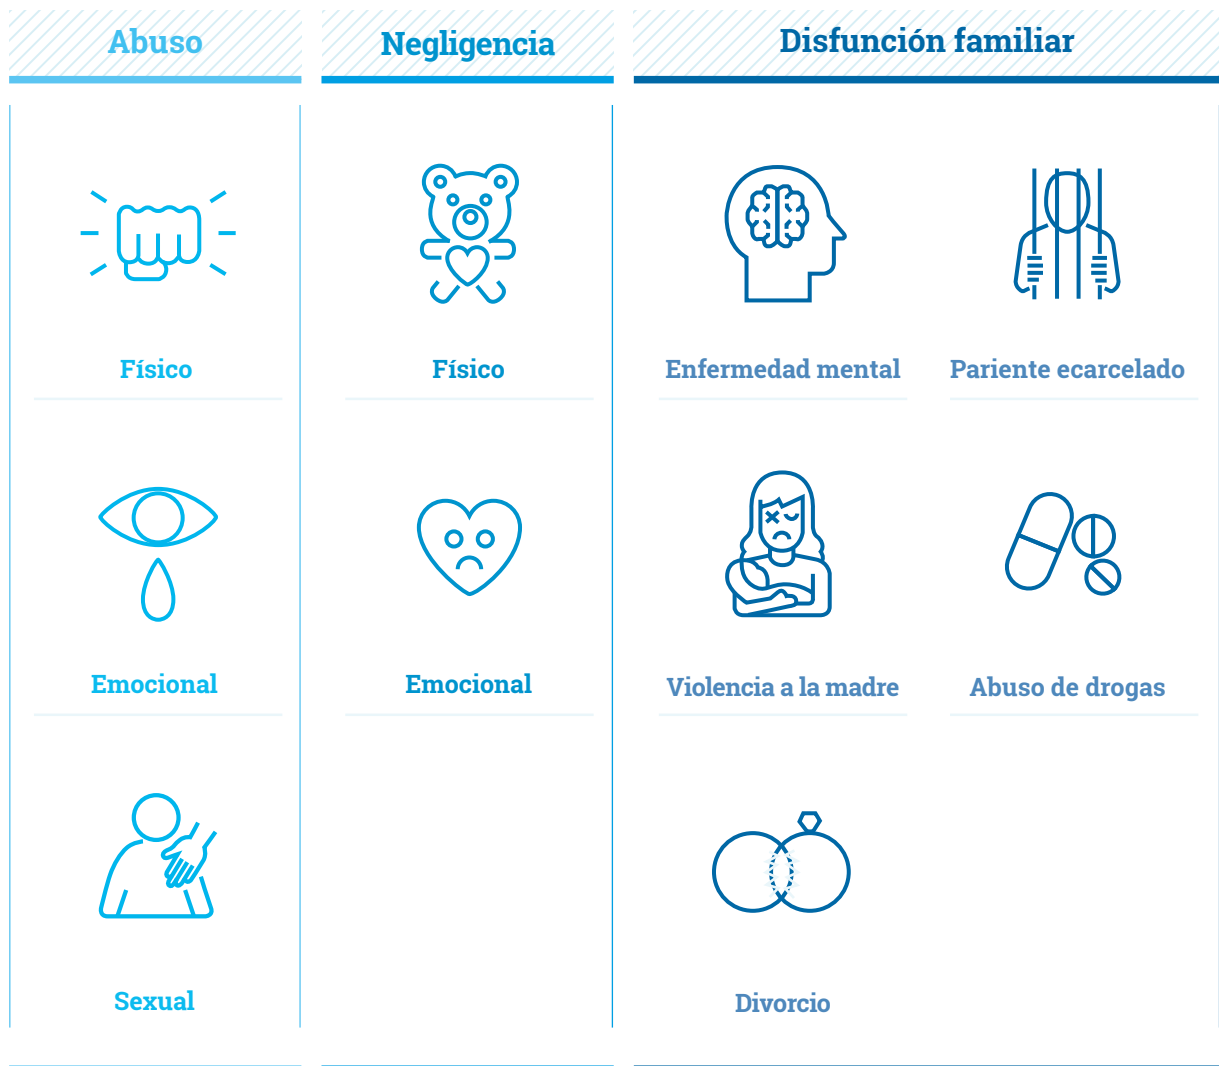 Abuso
Negligencia
Disfunción familiar
Físico
Físico
Enfermedad mental
Pariente ecarcelado
Emocional
Emocional
Violencia a la madre
Abuso de drogas
Sexual
Divorcio